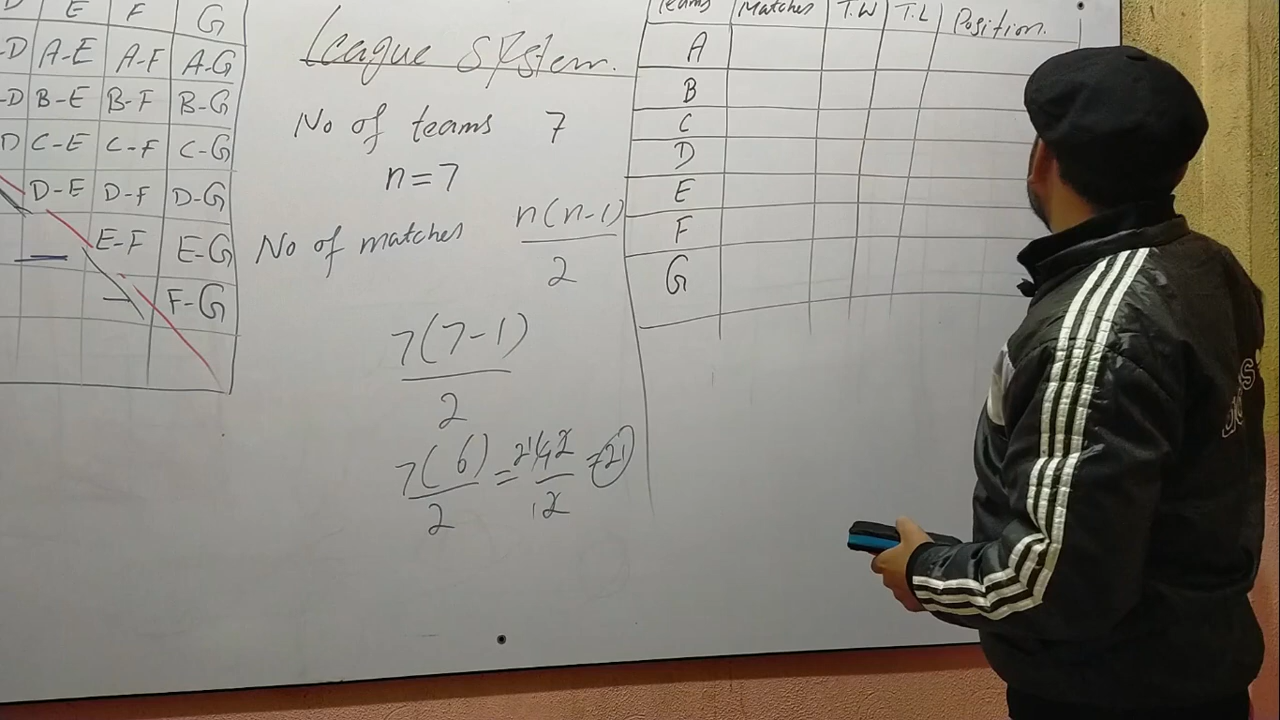 D E F G
-D A-E A-F A-G
-D B-E B-F B-G
D C-E C-F C-G
D-E D-F D-G
E-F E-G
F-G
League System.
No of teams 7
n=7
No of matches n(n-1)
2
7(7-1)
2
7(6) = 42 = 21
2 2
Teams Matches T.W T.L Position.
A
B
C
D
E
F
G